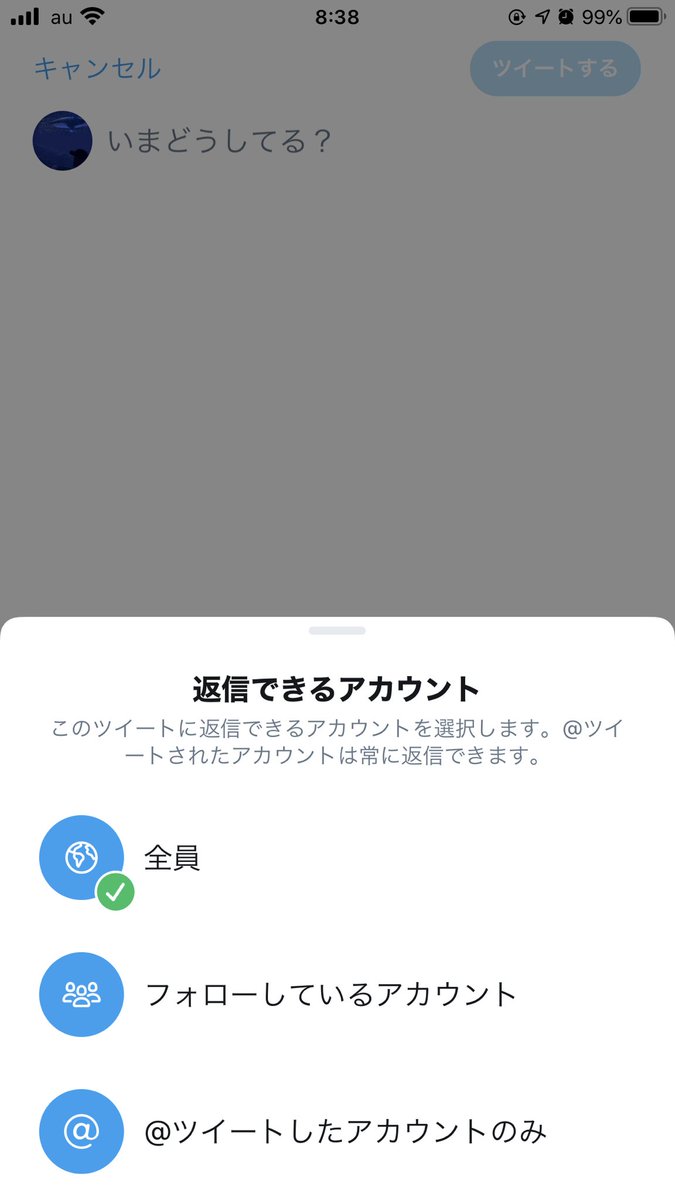 au 8:38 99%
キャンセル ツイートする
いまどうしてる？
返信できるアカウント
このツイートに返信できるアカウントを選択します。@ツイ
ートされたアカウントは常に返信できます。
全員
フォローしているアカウント
@ @ツイートしたアカウントのみ